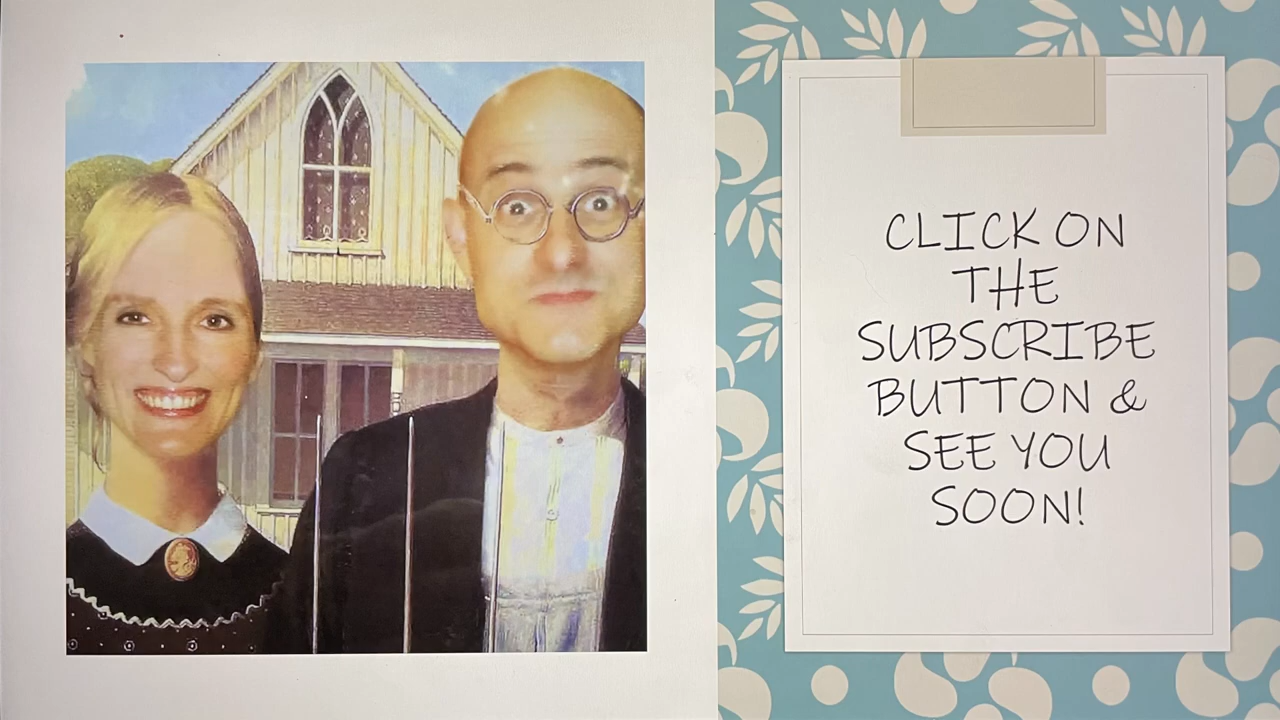 CLICK ON
THE
SUBSCRIBE
BUTTON &
SEE YOU
SOON!